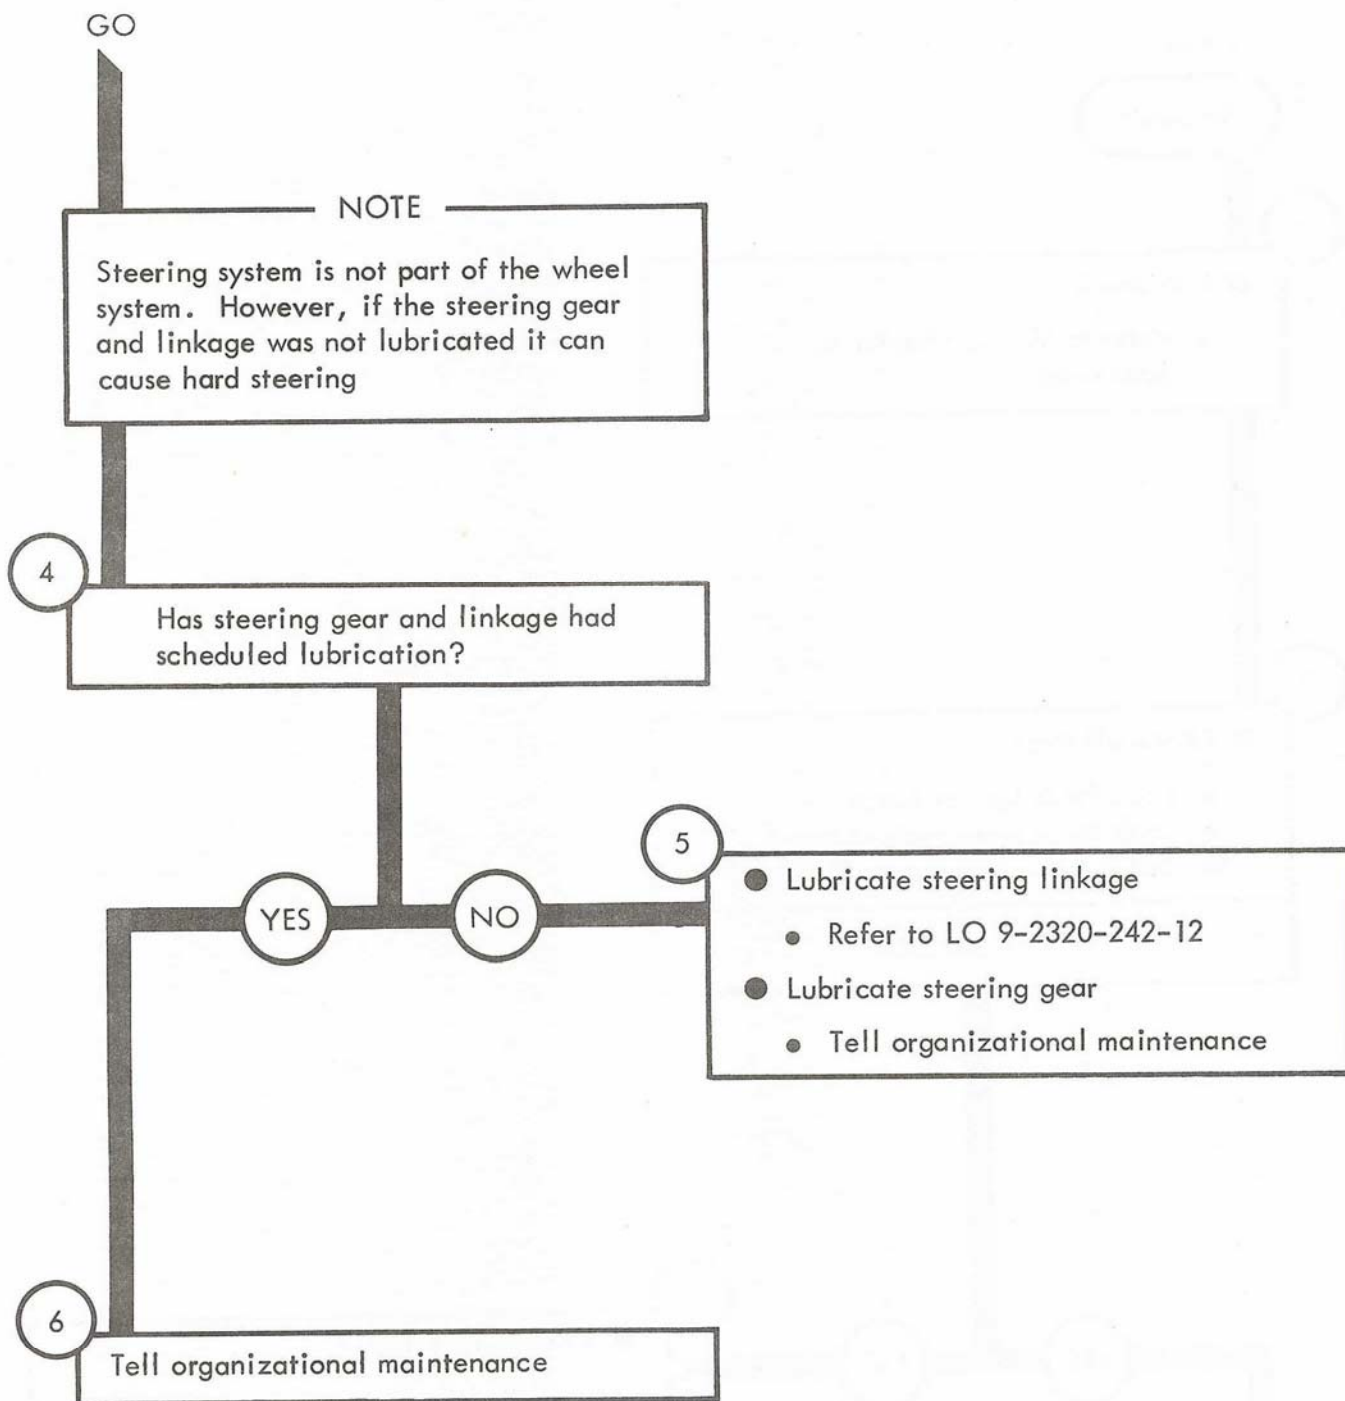 GO
NOTE
Steering system is not part of the wheel
system. However, if the steering gear
and linkage was not lubricated it can
cause hard steering
4
Has steering gear and linkage had
scheduled lubrication?
YES
NO
5
● Lubricate steering linkage
● Refer to LO 9-2320-242-12
● Lubricate steering gear
● Tell organizational maintenance
6
Tell organizational maintenance